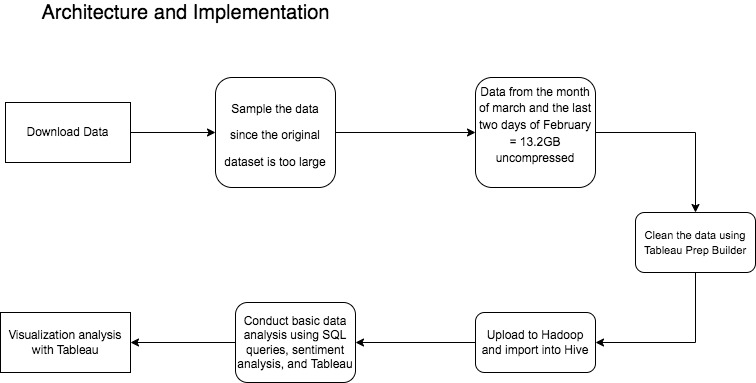 Architecture and Implementation
Download Data
Sample the data
since the original
dataset is too large
Data from the month
of march and the last
two days of February
= 13.2GB
uncompressed
Clean the data using
Tableau Prep Builder
Upload to Hadoop
and import into Hive
Conduct basic data
analysis using SQL
queries, sentiment
analysis, and Tableau
Visualization analysis
with Tableau